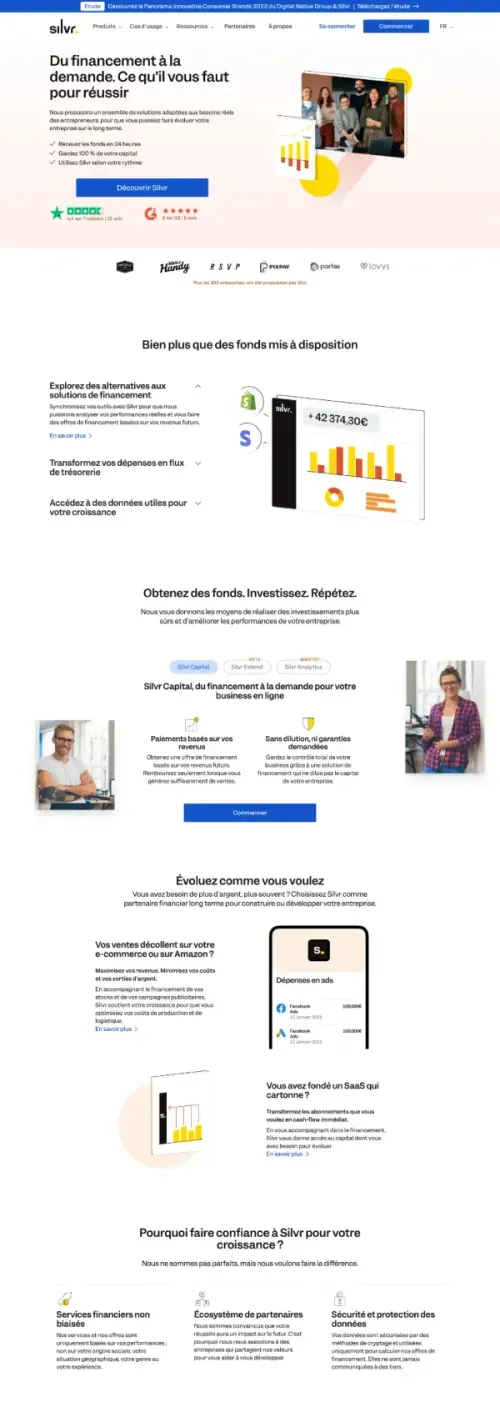 Étude Découvrez le Panorama Innovative Consumer Brands 2023 du Digital Native Group & Silvr. | Téléchargez l'étude →
silvr. Produits Cas d'usage Ressources Partenaires À propos Se connecter Commencer FR
Du financement à la
demande. Ce qu'il vous faut
pour réussir
Nous proposons un ensemble de solutions adaptées aux besoins réels
des entrepreneurs, pour que vous puissiez faire évoluer votre
entreprise sur le long terme.
Recevez les fonds en 24 heures
Gardez 100 % de votre capital
Utilisez Silvr selon votre rythme
Découvrir Silvr
Handy RSVP PIXPAY partoo lovys
Bien plus que des fonds mis à disposition
Explorez des alternatives aux
solutions de financement
Synchronisez vos outils avec Silvr pour que nous
puissions analyser vos performances réelles et vous faire
des offres de financement basées sur vos revenus futurs.
En savoir plus
Transformez vos dépenses en flux
de trésorerie
Accédez à des données utiles pour
votre croissance
silvr.
+ 42 374,30€
Obtenez des fonds. Investissez. Répétez.
Nous vous donnons les moyens de réaliser des investissements plus
sûrs et d'améliorer les performances de votre entreprise.
Silvr Capital Silvr Extend Silvr Analytics
Silvr Capital, du financement à la demande pour votre
business en ligne
Paiements basés sur vos
revenus
Obtenez une offre de financement
basée sur vos revenus futurs.
Remboursez seulement lorsque vous
générez suffisamment de ventes.
Sans dilution, ni garanties
demandées
Gardez le contrôle total de votre
business grâce à une solution de
financement qui ne dilue pas le capital
de votre entreprise.
Commencer
Évoluez comme vous voulez
Vous avez besoin de plus d'argent, plus souvent ? Choisissez Silvr comme
partenaire financier long terme pour construire ou développer votre entreprise.
Vos ventes décollent sur votre
e-commerce ou sur Amazon ?
Maximisez vos revenus. Minimisez vos coûts
et vos sorties d'argent.
En accompagnant le financement de vos
stocks et de vos campagnes publicitaires,
Silvr soutient votre croissance pour que vous
optimisiez vos coûts de production et de
logistique.
En savoir plus
S.
Dépenses en ads
Facebook
Ads
100,000€
Facebook
Ads
100,000€
S.
Vous avez fondé un SaaS qui
cartonne ?
Transformez les abonnements que vous
voulez en cash-flow immédiat.
En vous accompagnant dans le financement,
Silvr vous donne accès au capital dont vous
avez besoin pour évoluer.
En savoir plus
Pourquoi faire confiance à Silvr pour votre
croissance ?
Nous ne sommes pas parfaits, mais nous voulons faire la différence.
Services financiers non
biaisés
Nos services et nos offres sont
uniquement basés sur vos performances ;
non sur votre origine sociale, votre
situation géographique, votre genre ou
votre expérience.
Écosystème de partenaires
Nous sommes convaincus que votre
réussite aura un impact sur le futur. C'est
pourquoi nous nous associons à des
entreprises qui partagent nos valeurs
pour vous aider à vous développer.
Sécurité et protection des
données
Vos données sont sécurisées par des
méthodes de cryptage et utilisées
uniquement pour calculer nos offres de
financement. Elles ne sont jamais
communiquées à des tiers.